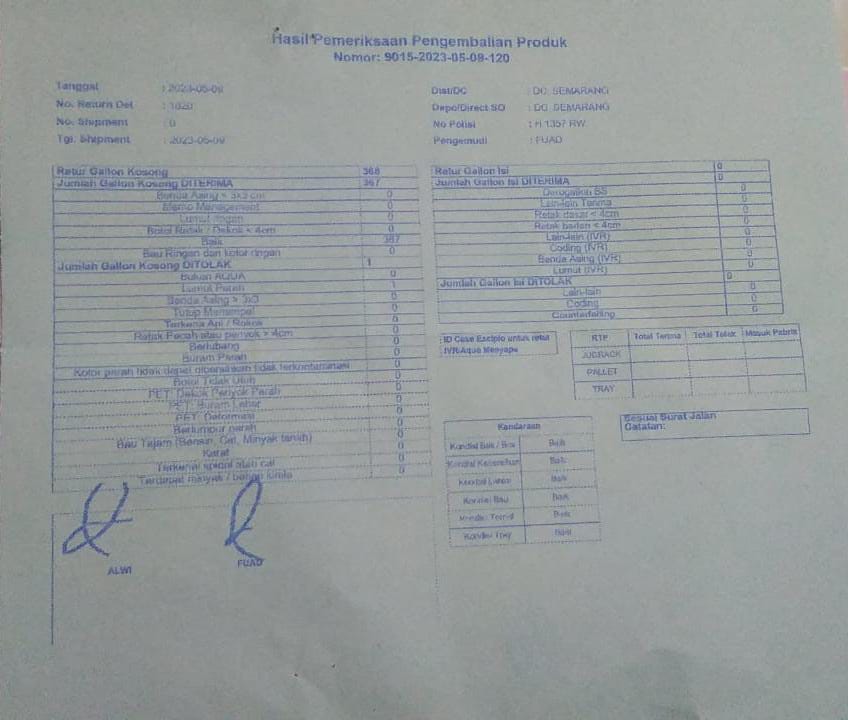 Hasil Pemeriksaan Pengembalian Produk
Nomor: 9015-2023-05-09-120
Tanggal : 2023-05-09
No. Return Del : 1020
No. Shipment : 0
Tgl. Shipment : 2023-05-09
Dist/DC : DC SEMARANG
Depo/Direct SO : DC SEMARANG
No Polisi : H 1357 RW
Pengemudi : FUAD
Retur Gallon Kosong 368
Jumlah Gallon Kosong DITERIMA 367
Benda Asing < 3x3 cm 0
Memo Management 0
Lumut ringan 0
Botol Retak / Dekok < 4cm 0
Baik 367
Bau Ringan dan kotor ringan 0
Jumlah Gallon Kosong DITOLAK 1
Bukan AQUA 0
Lumut Parah 1
Benda Asing > 3x3 0
Tutup Menempel 0
Terkena Api / Rokok 0
Retak Pecah atau penyok > 4cm 0
Berlubang 0
Buram Parah 0
Kotor parah tidak dapat dibersihkan tidak terkontaminasi 0
Botol Tidak Utuh 0
PET: Dekok Penyok Parah 0
PET: Buram 0
PET: Deformasi 0
Berlumpur parah 0
Bau Tajam (Bensin, Cat, Minyak tanah) 0
Karat 0
Terkena spidol atau cat 0
Terdapat minyak / bahan kimia 0
ALWI
FUAD
Retur Gallon Isi 0
Jumlah Gallon Isi DITERIMA 0
Derogation BS 0
Lain-lain Terima 0
Retak dasar < 4cm 0
Retak badan < 4cm 0
Lain-lain (IVR) 0
Coding (IVR) 0
Benda Asing (IVR) 0
Lumut (IVR) 0
Jumlah Gallon Isi DITOLAK 0
Lain-lain 0
Coding 0
Counterfeiting 0
ID Case Excipio untuk retur
IVR/Aqua Menyapa
RTP Total Terima Total Tolak Masuk Pabrik
JUGRACK
PALLET
TRAY
Sesuai Surat Jalan
Catatan:
Kendaraan
Kondisi Bak / Box Baik
Kondisi Kebersihan Baik
Kondisi Lantai Baik
Kondisi Bau Baik
Kondisi Terpal Baik
Kondisi Tray Baik